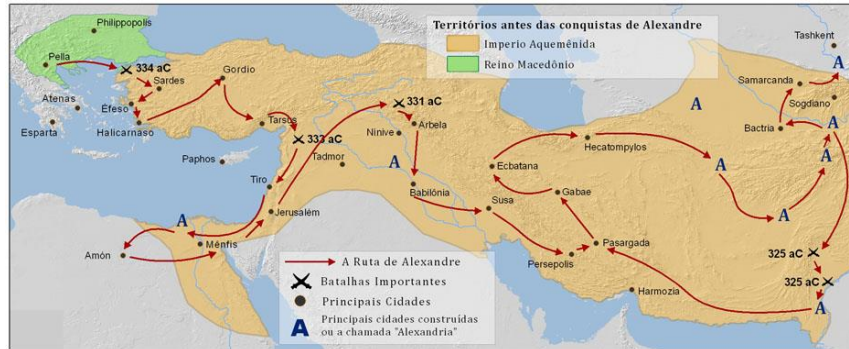 Territórios antes das conquistas de Alexandre
Imperio Aquemênida
Reino Macedônio
Philippopolís
Pella
334 aC
Sardes
Gordio
Atenas
Éfeso
Esparta
Halicarnaso
Tarsus
333 aC
Paphos
Tadmor
Tiro
Jerusalém
A
Amón
Ménfis
331 aC
Ninive
Arbela
A
Babilônia
Ecbatana
Susa
Gabae
Persepolis
Pasargada
Harmozia
Hecatompylos
A
A
A
Tashkent
A
Samarcanda
Sogdiano
A
Bactria
A
325 aC
325 aC
A
A Ruta de Alexandre
Batalhas Importantes
Principais Cidades
A
Principais cidades construídas
ou a chamada "Alexandria"